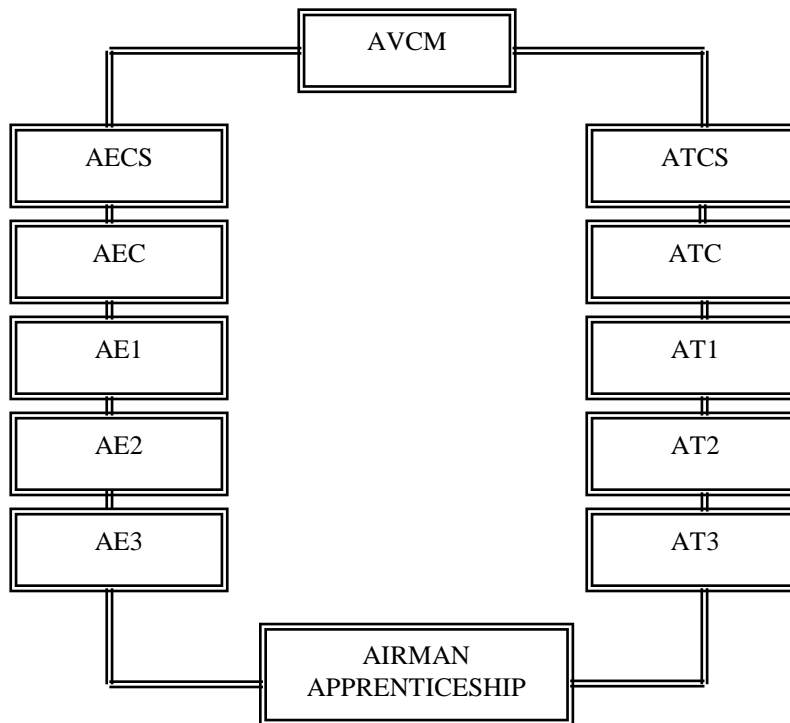 AVCM
AECS
ATCS
AEC
ATC
AE1
AT1
AE2
AT2
AE3
AT3
AIRMAN
APPRENTICESHIP